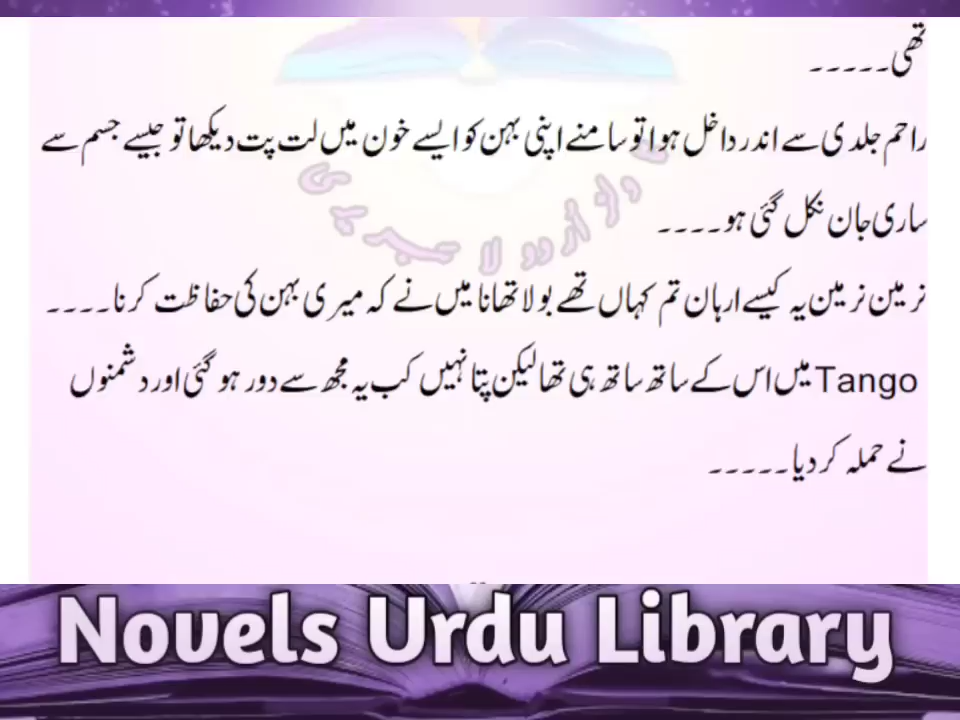 تھی۔۔۔۔۔
راحم جلدی سے اندر داخل ہوا تو سامنے اپنی بہن کو ایسے خون میں لت پت دیکھا تو جیسے جسم سے
ساری جان نکل گئی ہو۔۔۔۔
نرمین نرمین یہ کیسے ارہان تم کہاں تھے بولا تھا نا میں نے کہ میری بہن کی حفاظت کرنا۔۔۔۔
Tango میں اس کے ساتھ ساتھ ہی تھا لیکن پتا نہیں کب یہ مجھ سے دور ہو گئی اور دشمنوں
نے حملہ کر دیا۔۔۔۔۔
Novels Urdu Library